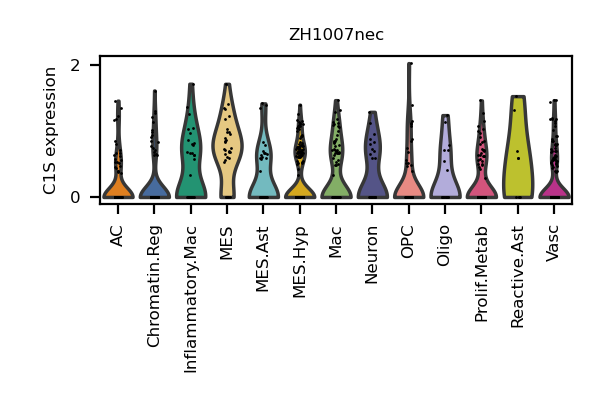 ZH1007nec
C1S expression
2
0
AC
Chromatin.Reg
Inflammatory.Mac
MES
MES.Ast
MES.Hyp
Mac
Neuron
OPC
Oligo
Prolif.Metab
Reactive.Ast
Vasc